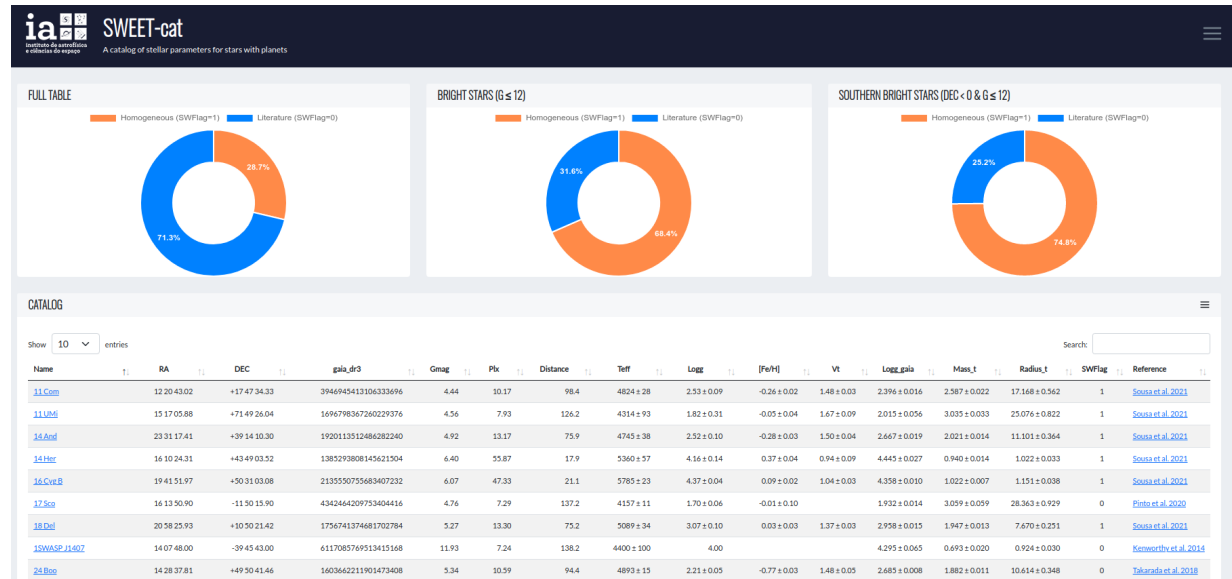 ia
instituto de astrofísica
e ciências do espaço
SWEET-cat
A catalog of stellar parameters for stars with planets
FULL TABLE
Homogeneous (SWFlag=1) Literature (SWFlag=0)
28.7%
71.3%
BRIGHT STARS (G ≤ 12)
Homogeneous (SWFlag=1) Literature (SWFlag=0)
31.6%
68.4%
SOUTHERN BRIGHT STARS (DEC < 0 & G ≤ 12)
Homogeneous (SWFlag=1) Literature (SWFlag=0)
25.2%
74.8%
CATALOG
Show 10 entries Search:
Name RA DEC gaia_dr3 Gmag Plx Distance Teff Logg [Fe/H] Vt Logg_gaia Mass_t Radius_t SWFlag Reference
11 Com 12 20 43.02 +17 47 34.33 3946945413106333696 4.44 10.17 98.4 4824 ± 28 2.53 ± 0.09 -0.26 ± 0.02 1.48 ± 0.03 2.396 ± 0.016 2.587 ± 0.022 17.168 ± 0.562 1 Sousa et al. 2021
11 UMi 15 17 05.88 +71 49 26.04 1696798367260229376 4.56 7.93 126.2 4314 ± 93 1.82 ± 0.31 -0.05 ± 0.04 1.67 ± 0.09 2.015 ± 0.056 3.035 ± 0.033 25.076 ± 0.822 1 Sousa et al. 2021
14 And 23 31 17.41 +39 14 10.30 1920113512486282240 4.92 13.17 75.9 4745 ± 38 2.52 ± 0.10 -0.28 ± 0.03 1.50 ± 0.04 2.667 ± 0.019 2.021 ± 0.014 11.101 ± 0.364 1 Sousa et al. 2021
14 Her 16 10 24.31 +43 49 03.52 1385293808145621504 6.40 55.87 17.9 5360 ± 57 4.16 ± 0.14 0.37 ± 0.04 0.94 ± 0.09 4.445 ± 0.027 0.940 ± 0.014 1.022 ± 0.033 1 Sousa et al. 2021
16 Cyg B 19 41 51.97 +50 31 03.08 2135550755683407232 6.07 47.33 21.1 5785 ± 23 4.37 ± 0.04 0.09 ± 0.02 1.04 ± 0.03 4.358 ± 0.010 1.022 ± 0.007 1.151 ± 0.038 1 Sousa et al. 2021
17 Sco 16 13 50.90 -11 50 15.90 4342464209753404416 4.76 7.29 137.2 4157 ± 11 1.70 ± 0.06 -0.01 ± 0.10 1.932 ± 0.014 3.059 ± 0.059 28.363 ± 0.929 0 Pinto et al. 2020
18 Del 20 58 25.93 +10 50 21.42 1756741374681702784 5.27 13.30 75.2 5089 ± 34 3.07 ± 0.10 0.03 ± 0.03 1.37 ± 0.03 2.958 ± 0.015 1.947 ± 0.013 7.670 ± 0.251 1 Sousa et al. 2021
1SWASP J1407 14 07 48.00 -39 45 43.00 6117085769513415168 11.93 7.24 138.2 4400 ± 100 4.00 4.295 ± 0.065 0.693 ± 0.020 0.924 ± 0.030 0 Kenworthy et al. 2014
24 Boo 14 28 37.81 +49 50 41.46 1603662211901473408 5.34 10.59 94.4 4893 ± 15 2.21 ± 0.05 -0.77 ± 0.03 1.48 ± 0.05 2.685 ± 0.008 1.882 ± 0.011 10.614 ± 0.348 0 Takarada et al. 2018